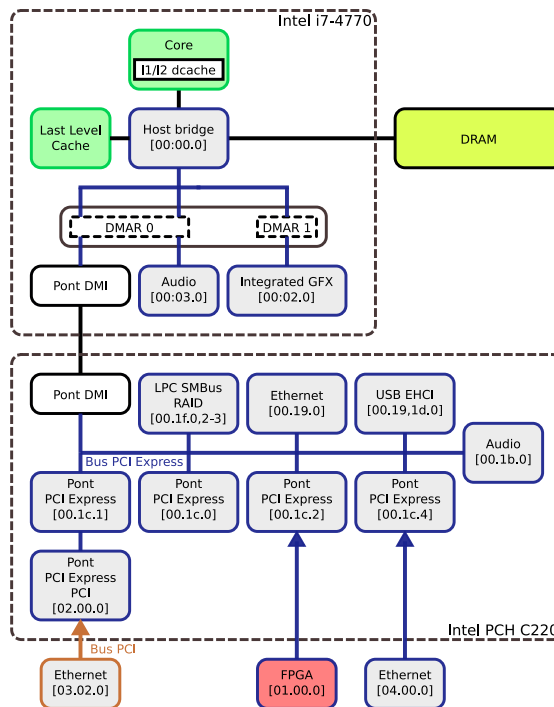 Intel i7-4770
Core
l1/l2 dcache
Last Level
Cache
Host bridge
[00:00.0]
DRAM
DMAR 0
DMAR 1
Pont DMI
Audio
[00:03.0]
Integrated GFX
[00:02.0]
Pont DMI
LPC SMBus
RAID
[00.1f.0,2-3]
Ethernet
[00.19.0]
USB EHCI
[00.19,1d.0]
Audio
[00.1b.0]
Bus PCI Express
Pont
PCI Express
[00.1c.1]
Pont
PCI Express
[00.1c.0]
Pont
PCI Express
[00.1c.2]
Pont
PCI Express
[00.1c.4]
Pont
PCI Express
PCI
[02.00.0]
Intel PCH C220
Bus PCI
Ethernet
[03.02.0]
FPGA
[01.00.0]
Ethernet
[04.00.0]